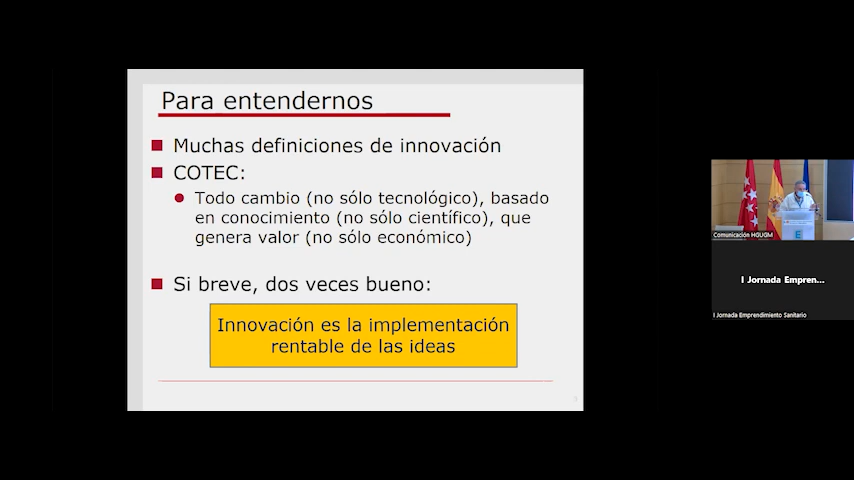 Para entendernos
Muchas definiciones de innovación
COTEC:
Todo cambio (no sólo tecnológico), basado
en conocimiento (no sólo científico), que
genera valor (no sólo económico)
Si breve, dos veces bueno:
Innovación es la implementación
rentable de las ideas
Comunicación HGUGM
I Jornada Empren...
I Jornada Emprendimiento Sanitario